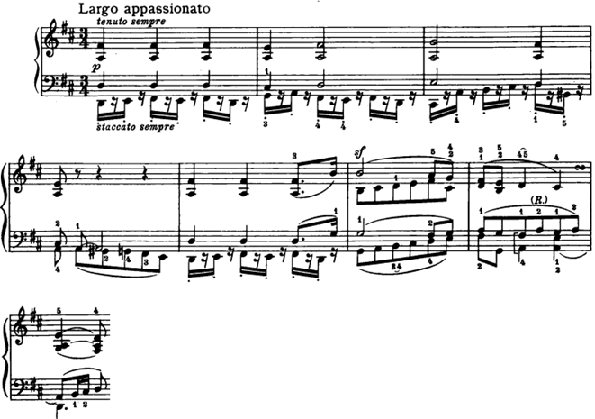 Largo appassionato
tenuto sempre
p
staccato sempre
sf
(R.)